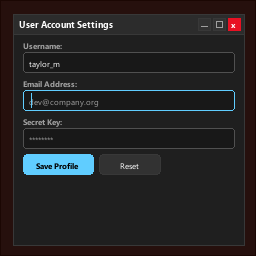 User Account Settings
Username:
taylor_m
Email Address:
dev@company.org
Secret Key:
********
Save Profile
Reset